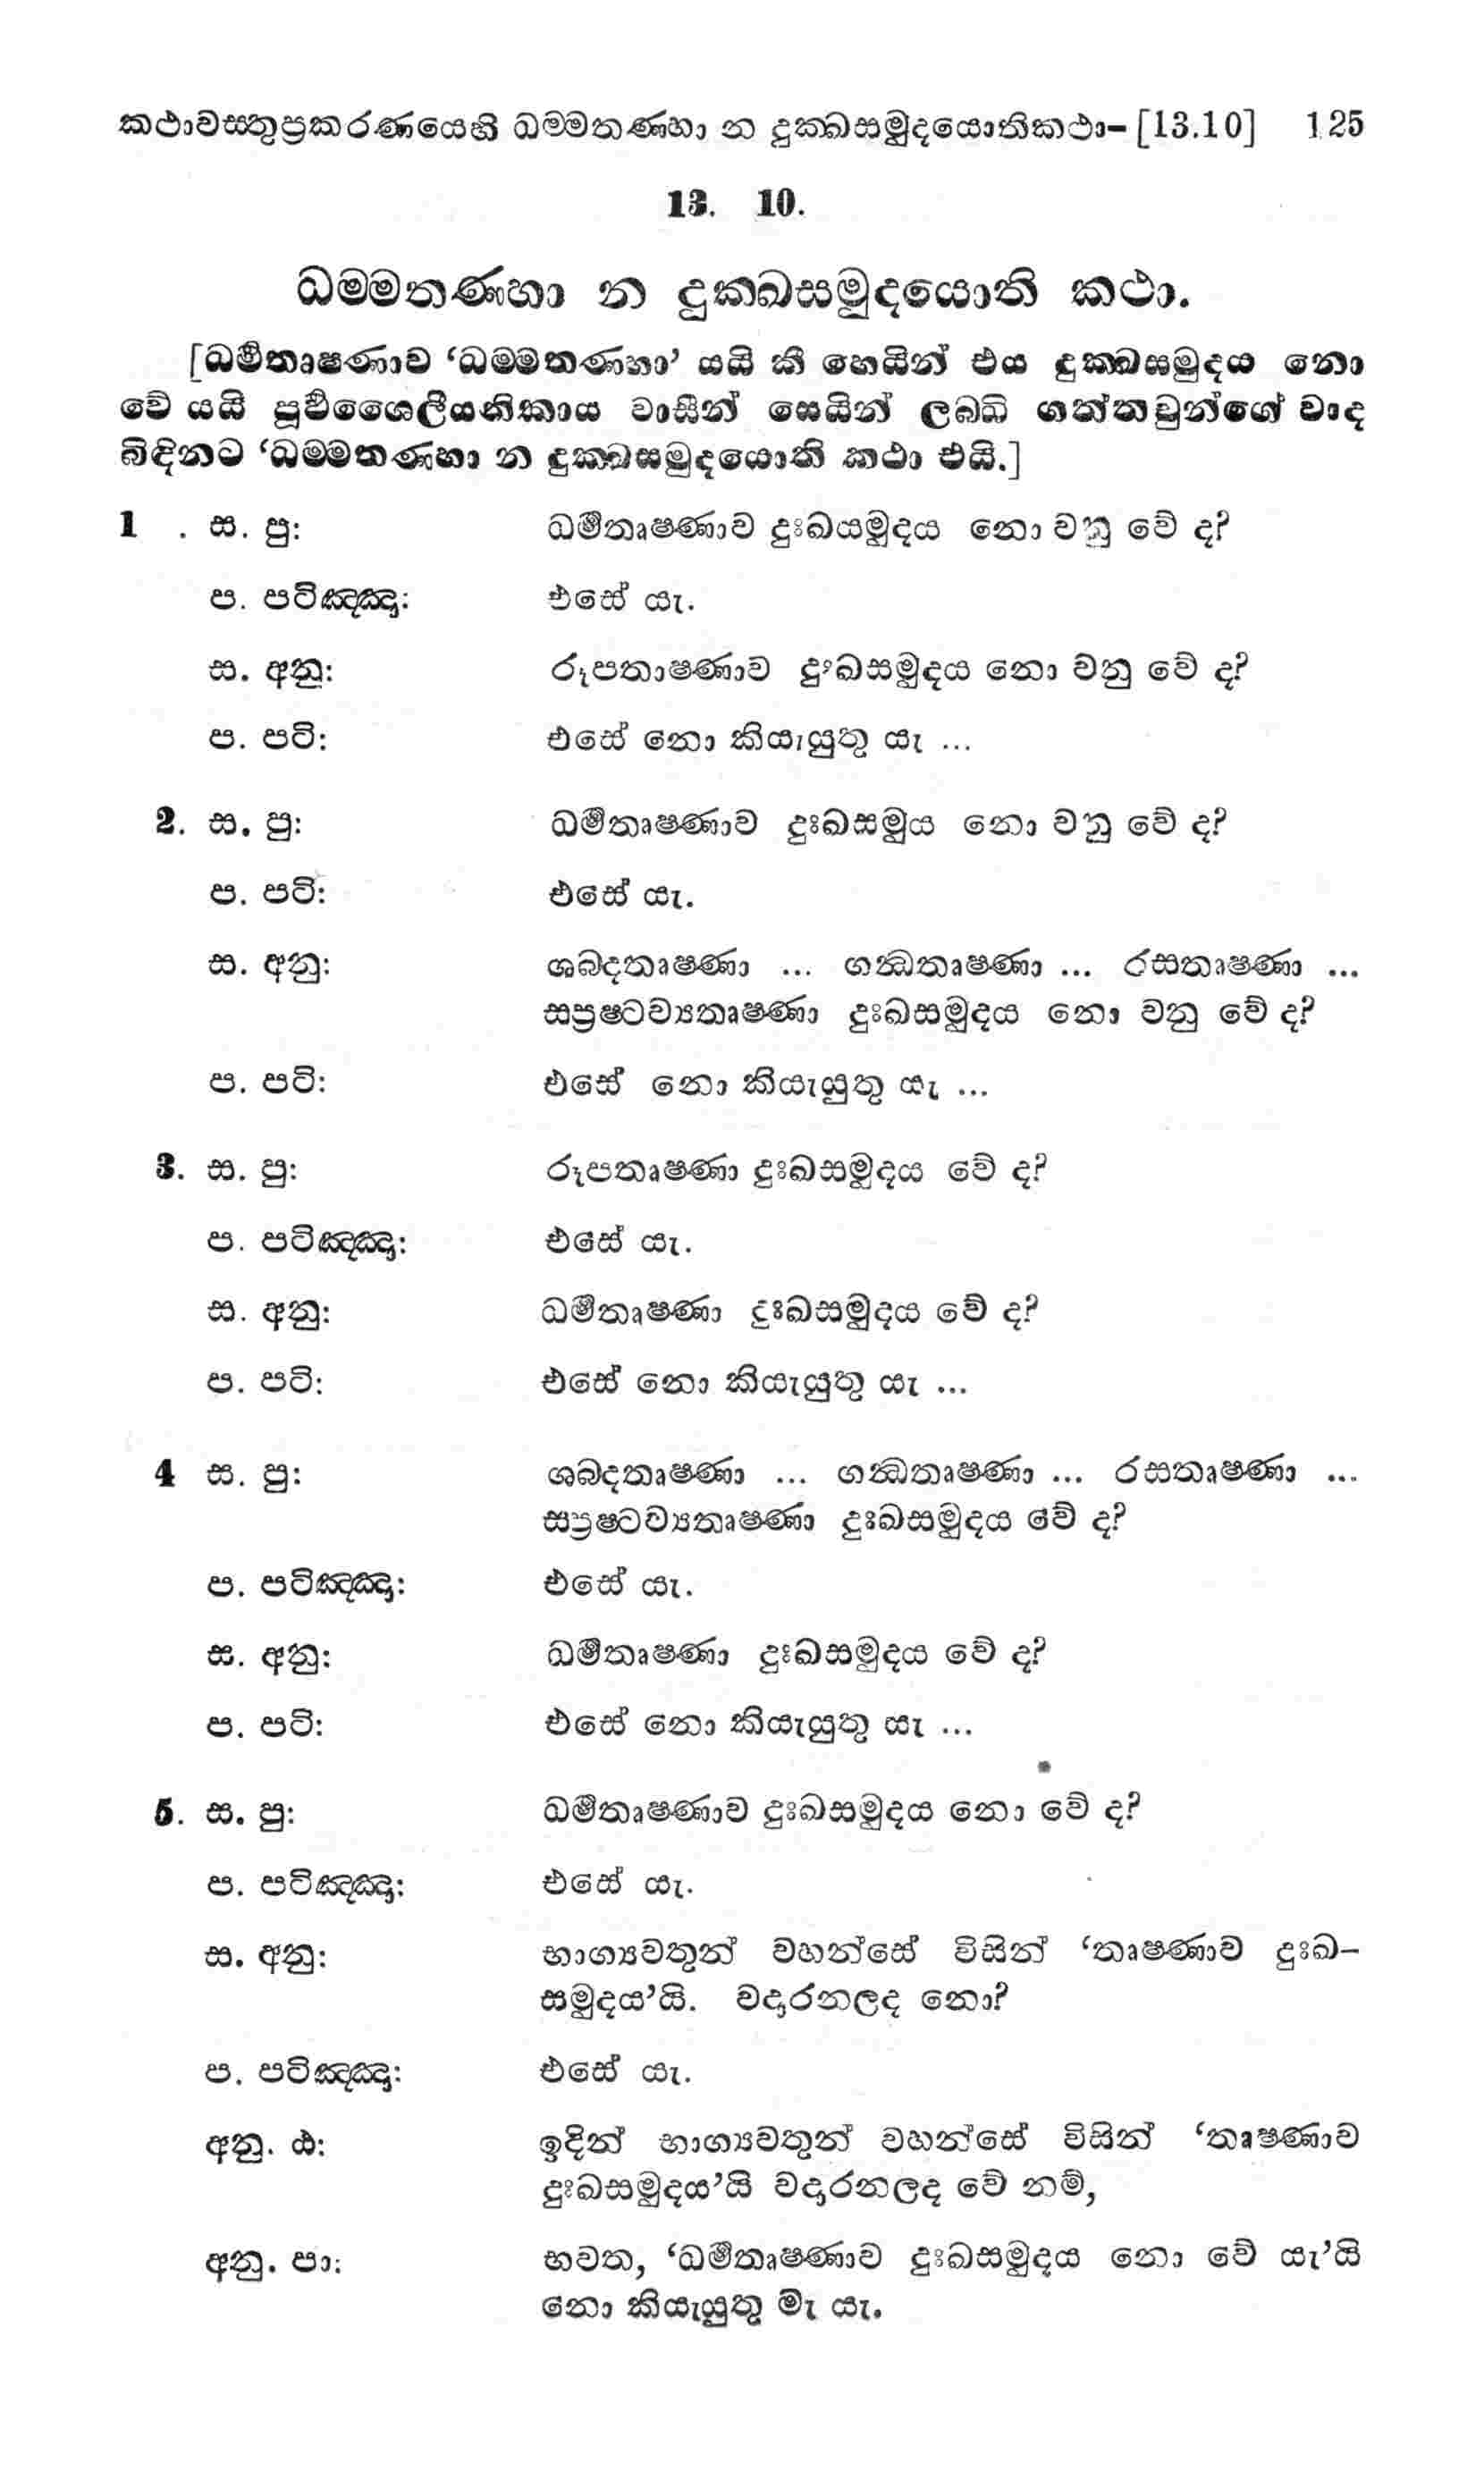 කථාවස්තුප්‍රකරණයෙහි ධම්මතණ්හා න දුක්ඛසමුදයොතිකථා–[13.10] 125
13. 10.
ධම්මතණ්හා න දුක්ඛසමුදයොති කථා.
[ධර්මතෘෂ්ණාව ‘ධම්මතණ්හා’ යයි කී හෙයින් එය දුක්ඛසමුදය නො
වේ යයි පූර්වශෛලීයනිකාය වාසීන් සෙයින් ලබ්ධි ගත්තවුන්ගේ වාද
බිඳිනට ‘ධම්මතණ්හා න දුක්ඛසමුදයොති කථා එයි.]
1 . ස. පු: ධර්මතෘෂ්ණාව දුඃඛයමුදය නො වනු වේ ද?
ප. පටිඤ්ඤ: එසේ යැ.
ස. අනු: රූපතාෂ්ණාව දුඃඛසමුදය නො වනු වේ ද?
ප. පටි: එසේ නො කියැයුතු යැ ...
2. ස. පු: ධර්මතෘෂ්ණාව දුඃඛසමුය නො වනු වේ ද?
ප. පටි: එසේ යැ.
ස. අනු: ශබ්දතෘෂ්ණා ... ගන්ධතෘෂ්ණා ... රසතෘෂ්ණා ...
ස්ප්‍රෂ්ටව්‍යතෘෂ්ණා දුඃඛසමුදය නො වනු වේ ද?
ප. පටි: එසේ නො කියැයුතු යැ ...
3. ස. පු: රූපතෘෂ්ණා දුඃඛසමුදය වේ ද?
ප. පටිඤ්ඤ: එසේ යැ.
ස. අනු: ධර්මතෘෂ්ණා දුඃඛසමුදය වේ ද?
ප. පටි: එසේ නො කියැයුතු යැ ...
4 ස. පු: ශබ්දතෘෂ්ණා ... ගන්ධතෘෂ්ණා ... රසතෘෂ්ණා ...
ස්ප්‍රෂ්ටව්‍යතෘෂ්ණා දුඃඛසමුදය වේ ද?
ප. පටිඤ්ඤ: එසේ යැ.
ස. අනු: ධර්මතෘෂ්ණා දුඃඛසමුදය වේ ද?
ප. පටි: එසේ නො කියැයුතු යැ ...
5. ස. පු: ධර්මතෘෂ්ණාව දුඃඛසමුදය නො වේ ද?
ප. පටිඤ්ඤ: එසේ යැ.
ස. අනු: භාග්‍යවතුන් වහන්සේ විසින් ‘තෘෂ්ණාව දුඃඛ–
සමුදය’යි. වදාරනලද නො?
ප. පටිඤ්ඤ: එසේ යැ.
අනු. ඨ: ඉදින් භාග්‍යවතුන් වහන්සේ විසින් ‘තෘෂ්ණාව
දුඃඛසමුදය’යි වදාරනලද වේ නම්,
අනු. පා: භවත, ‘ධර්මතෘෂ්ණාව දුඃඛසමුදය නො වේ යැ’යි
නො කියැයුතු මැ යැ.